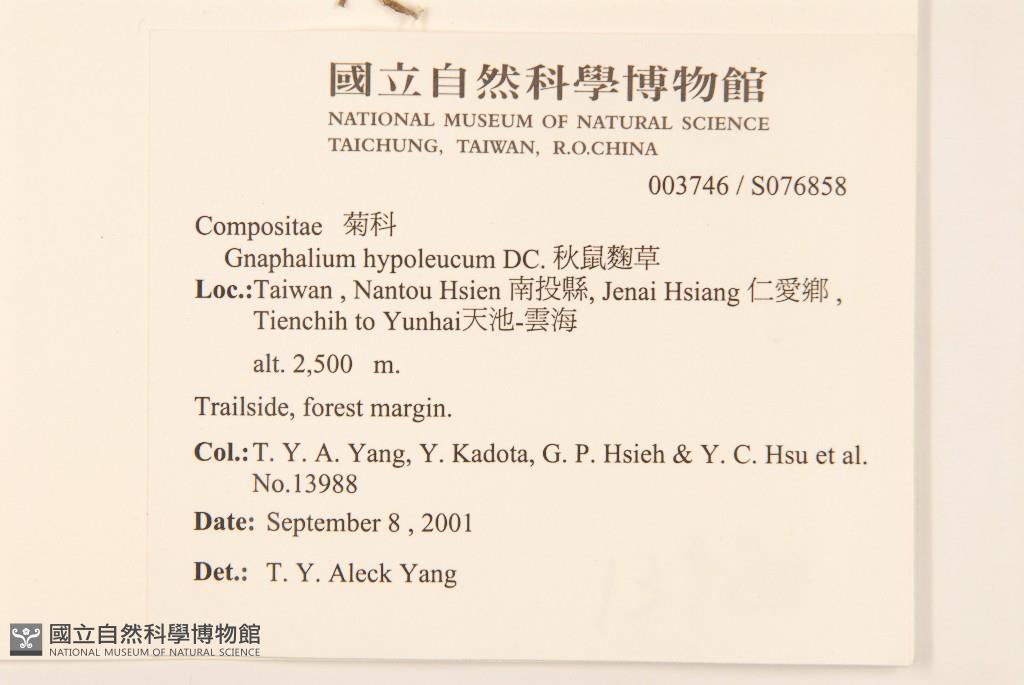 國立自然科學博物館
NATIONAL MUSEUM OF NATURAL SCIENCE
TAICHUNG, TAIWAN, R.O.CHINA
003746 / S076858
Compositae 菊科
Gnaphalium hypoleucum DC. 秋鼠麴草
Loc.:Taiwan , Nantou Hsien 南投縣, Jenai Hsiang 仁愛鄉 ,
Tienchih to Yunhai天池-雲海
alt. 2,500 m.
Trailside, forest margin.
Col.: T. Y. A. Yang, Y. Kadota, G. P. Hsieh & Y. C. Hsu et al.
No.13988
Date: September 8 , 2001
Det.: T. Y. Aleck Yang
國立自然科學博物館
NATIONAL MUSEUM OF NATURAL SCIENCE